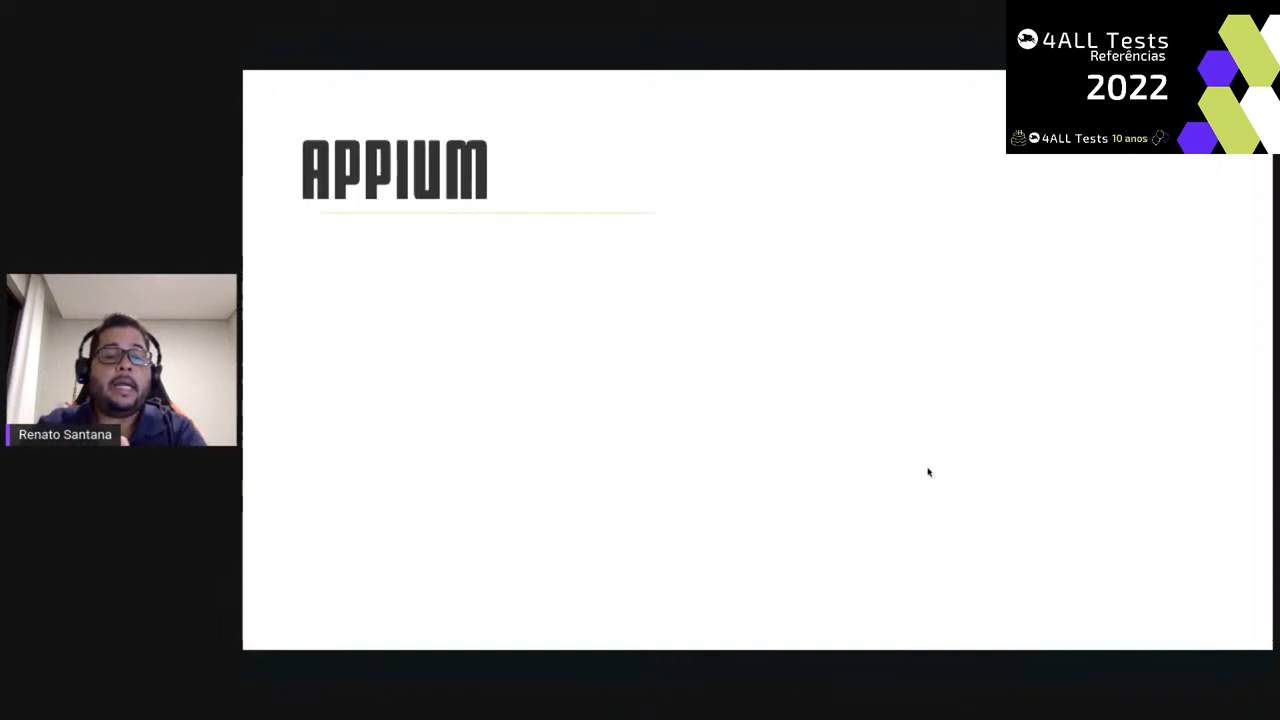 4ALL Tests
Referências
2022
4ALL Tests 10 anos
APPIUM
Renato Santana